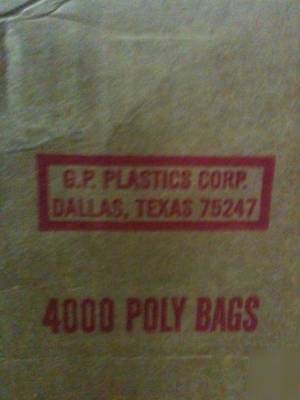 G.P. PLASTICS CORP.
DALLAS, TEXAS 75247
4000 POLY BAGS